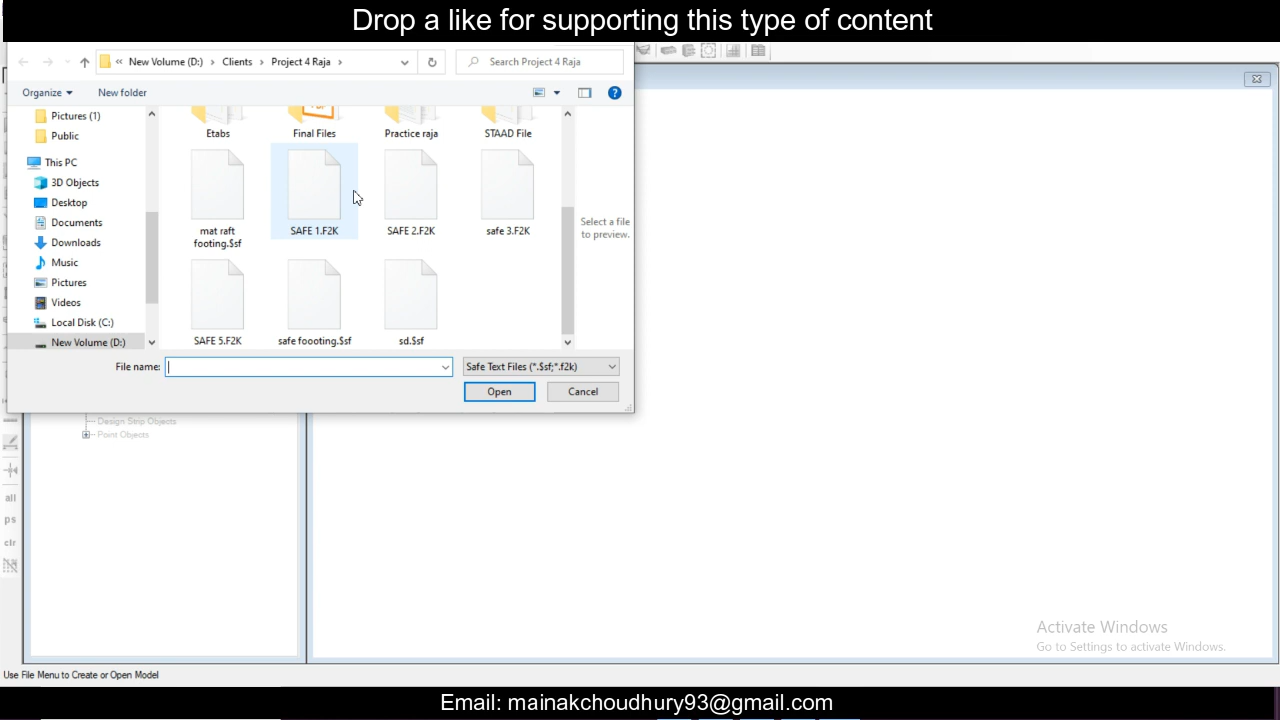 Drop a like for supporting this type of content
« New Volume (D:) › Clients › Project 4 Raja ›
Search Project 4 Raja
Organize
New folder
Pictures (1)
Public
This PC
3D Objects
Desktop
Documents
Downloads
Music
Pictures
Videos
Local Disk (C:)
New Volume (D:)
Etabs
Final Files
Practice raja
STAAD File
mat raft
footing.$sf
SAFE 1.F2K
SAFE 2.F2K
safe 3.F2K
SAFE 5.F2K
safe foooting.$sf
sd.$sf
Select a file
to preview.
File name:
Safe Text Files (*.$sf;*.f2k)
Open
Cancel
Design Strip Objects
Point Objects
all
ps
clr
Activate Windows
Go to Settings to activate Windows.
Use File Menu to Create or Open Model
Email: mainakchoudhury93@gmail.com